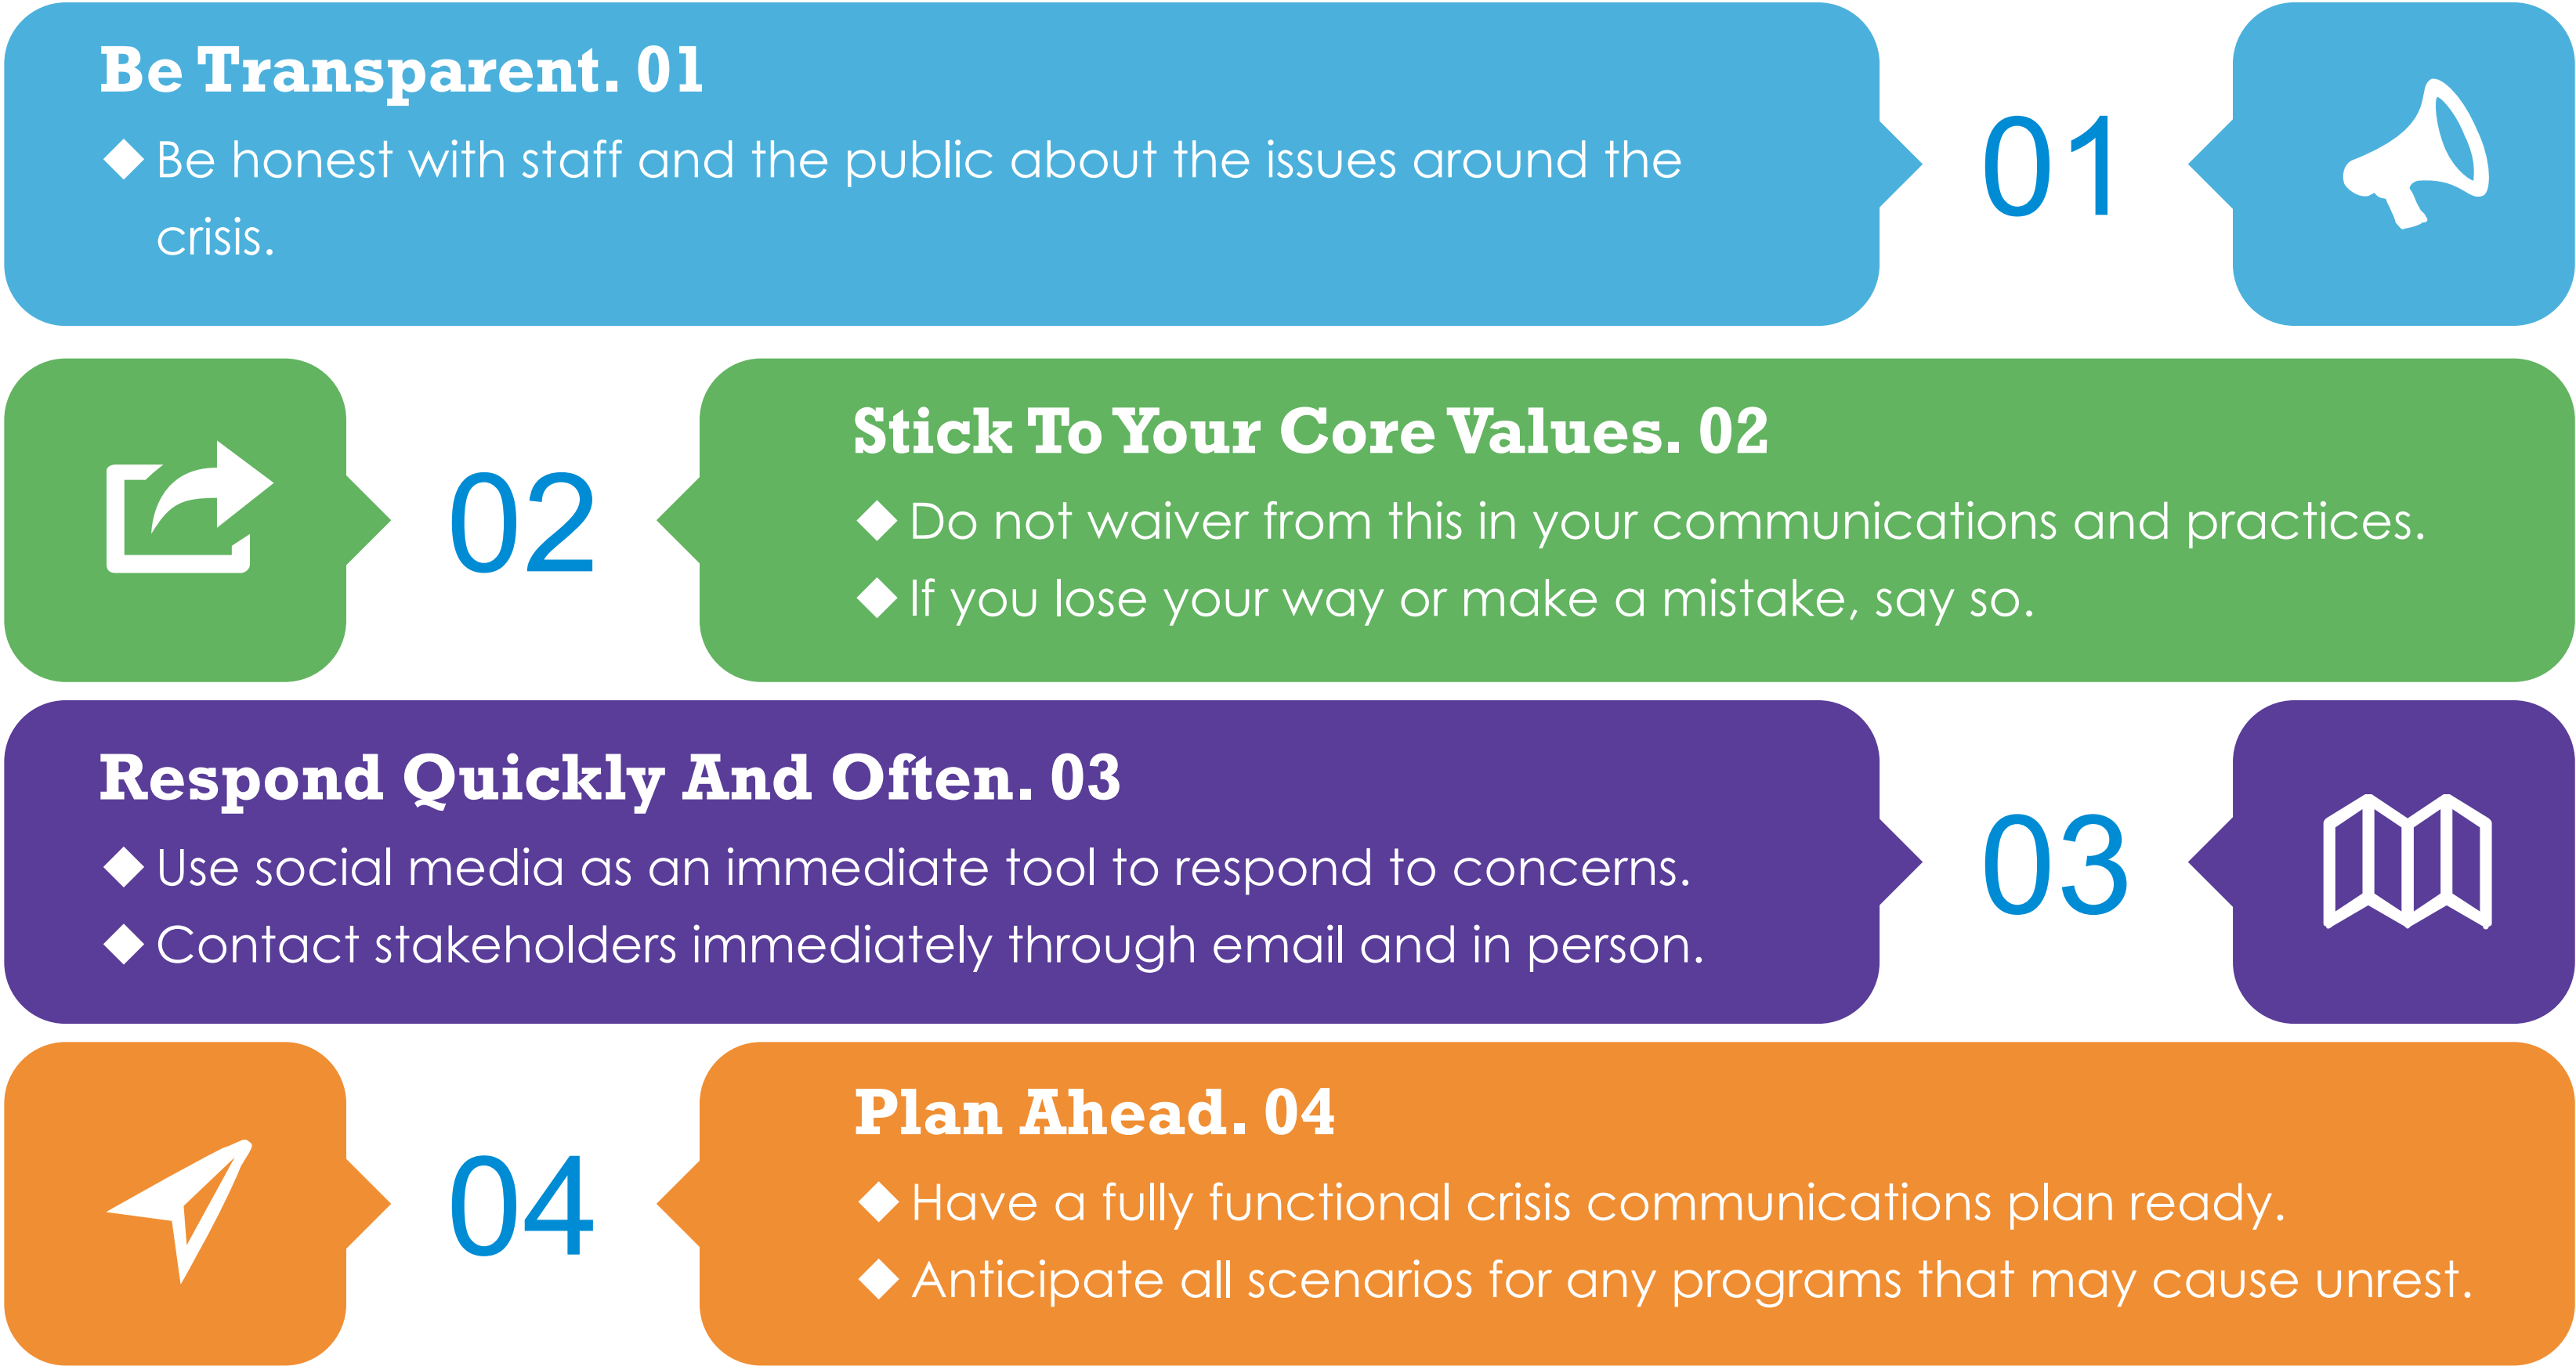 Be Transparent. 01
◆ Be honest with staff and the public about the issues around the
crisis.
01
02
Stick To Your Core Values. 02
◆ Do not waiver from this in your communications and practices.
◆ If you lose your way or make a mistake, say so.
Respond Quickly And Often. 03
◆ Use social media as an immediate tool to respond to concerns.
◆ Contact stakeholders immediately through email and in person.
03
04
Plan Ahead. 04
◆ Have a fully functional crisis communications plan ready.
◆ Anticipate all scenarios for any programs that may cause unrest.